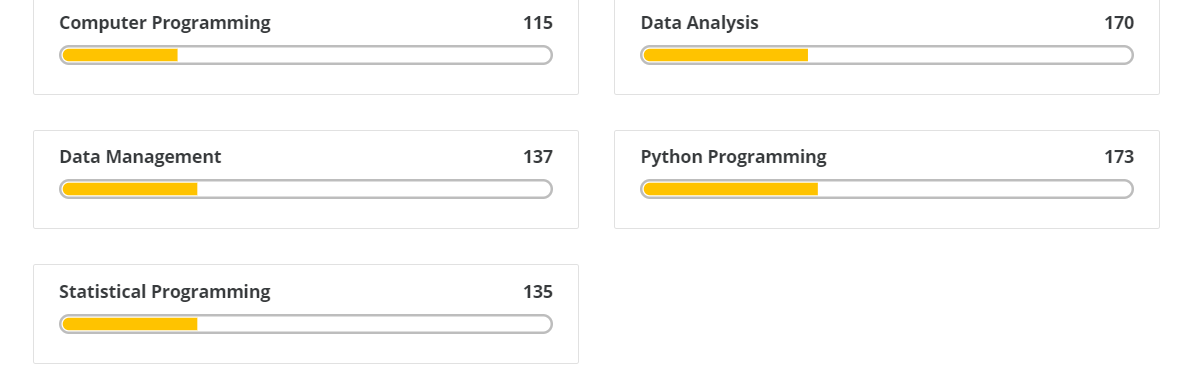 Computer Programming 115
Data Analysis 170
Data Management 137
Python Programming 173
Statistical Programming 135